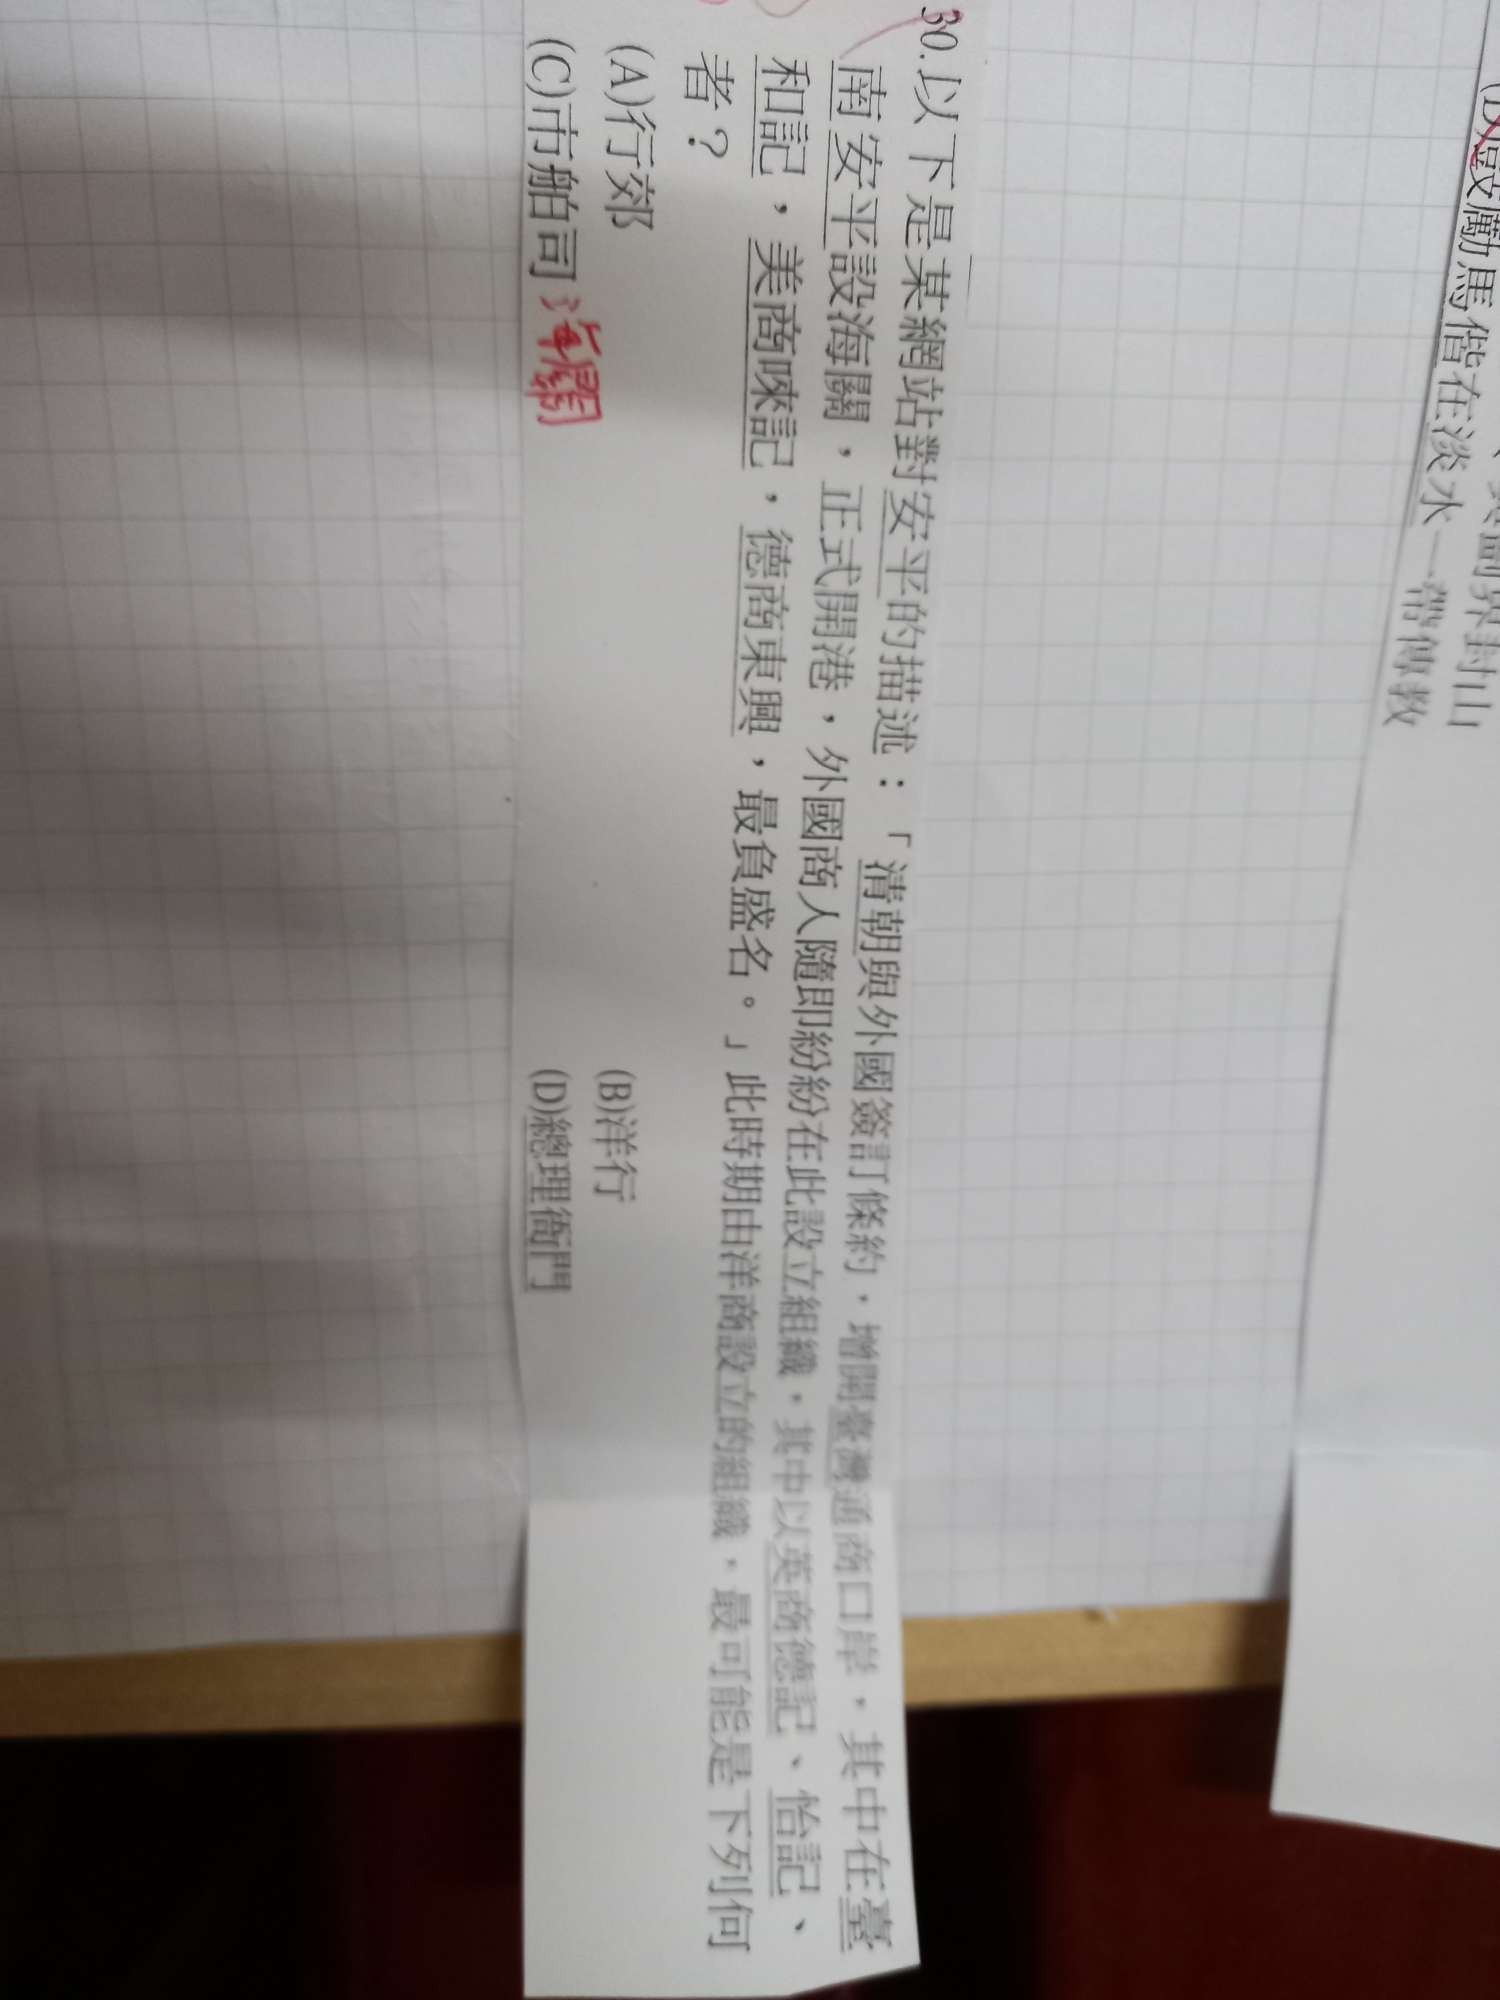 鼓勵馬偕在淡水一帶傳教
30.以下是某網站對安平的描述：「清朝與外國簽訂條約，增開臺灣通商口岸，其中在臺
南安平設海關，正式開港，外國商人隨即紛紛在此設立組織，其中以英商德記、怡記、
和記，美商唻記，德商東興，最負盛名。」此時期由洋商設立的組織，最可能是下列何
者？
(A)行郊 (B)洋行
(C)市舶司 海關 (D)總理衙門